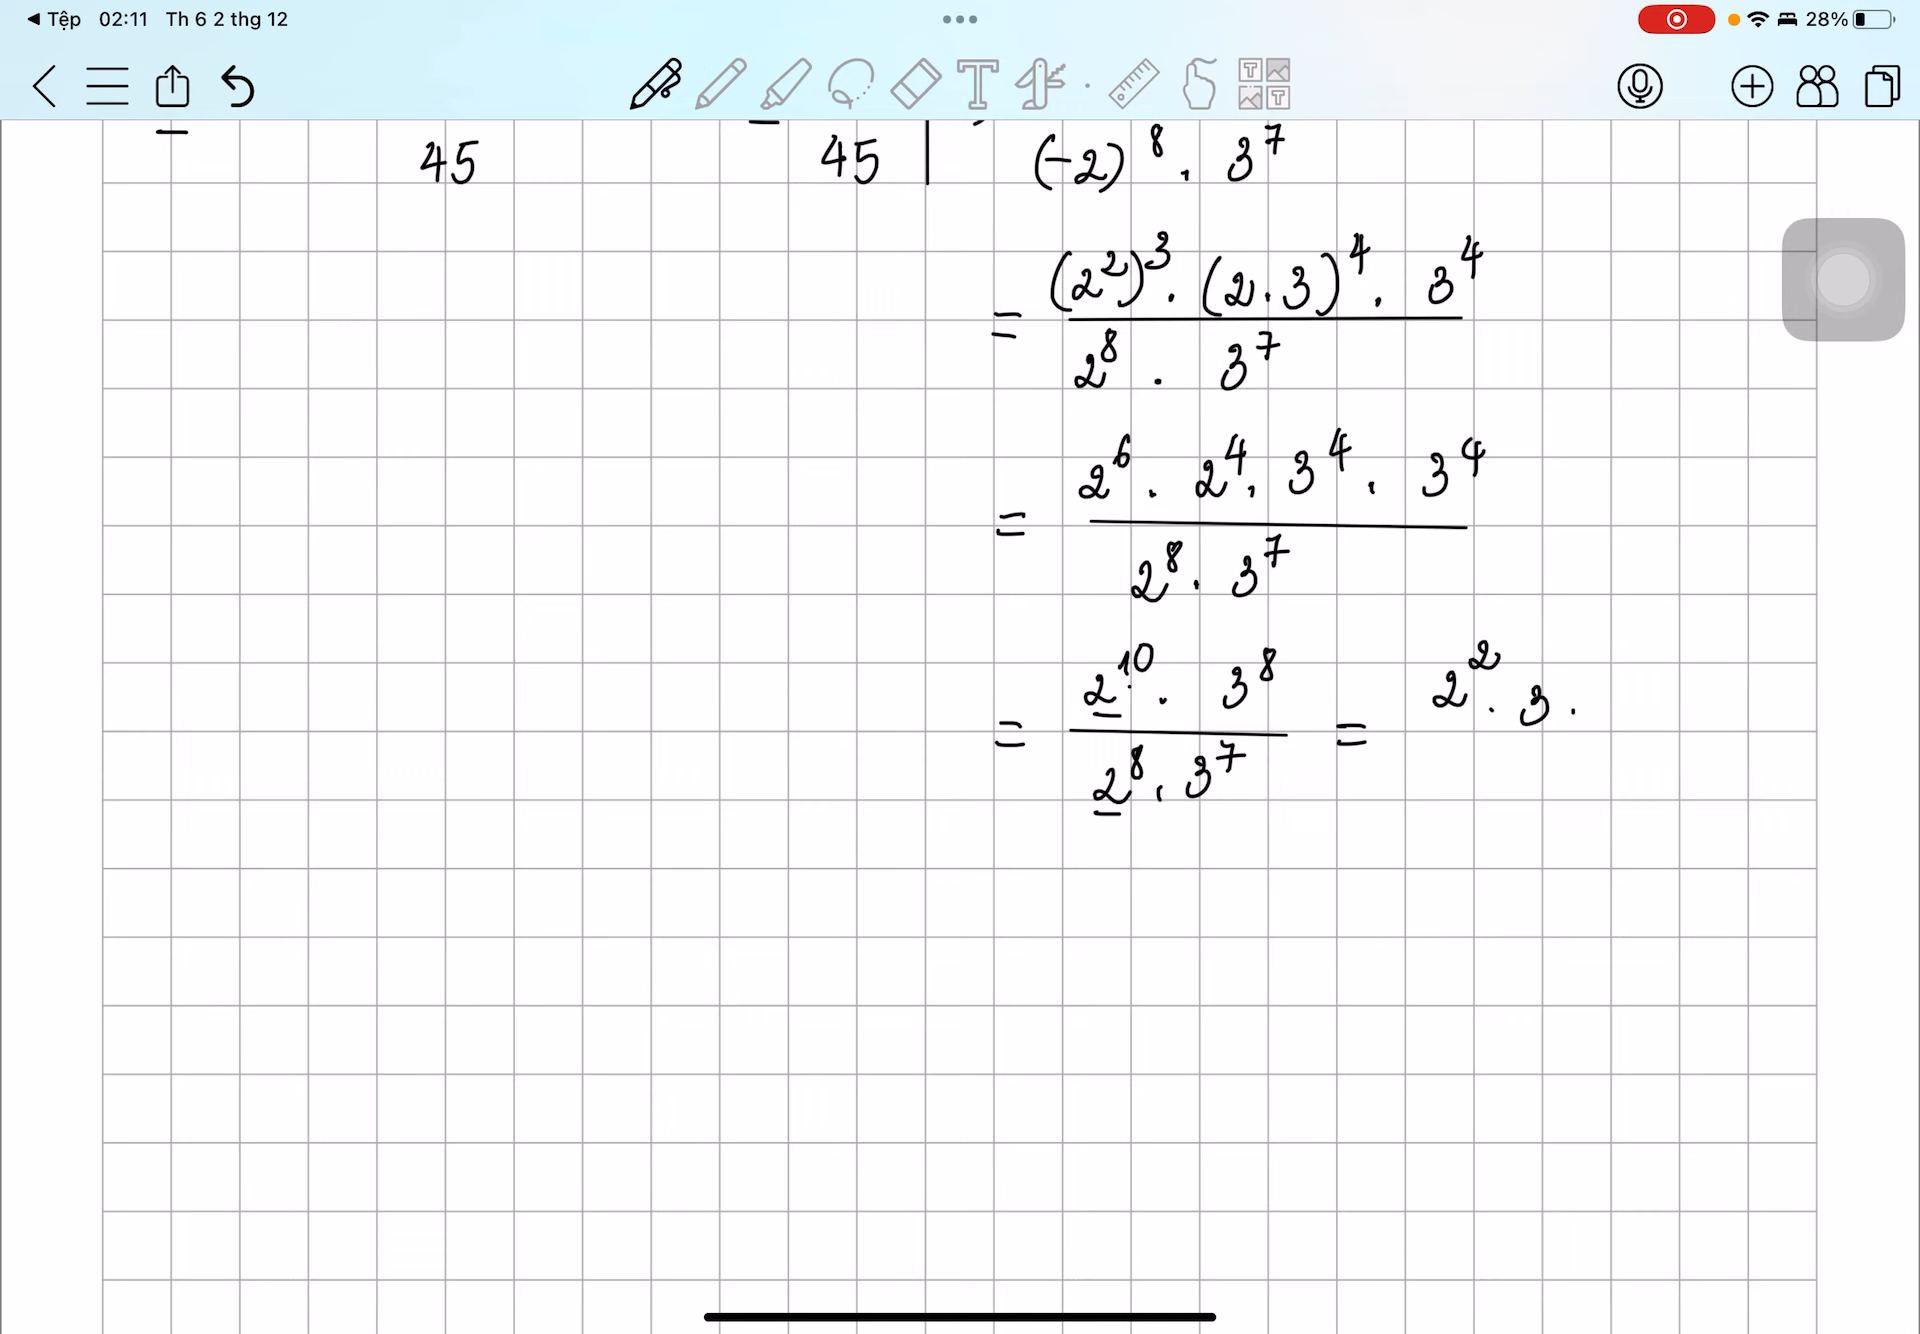 Tệp 02:11 Th 6 2 thg 12 28%
45 45 (-2)^8 . 3^7
= ((2^2)^3 . (2.3)^4 . 3^4) / (2^8 . 3^7)
= (2^6 . 2^4 . 3^4 . 3^4) / (2^8 . 3^7)
= (2^10 . 3^8) / (2^8 . 3^7) = 2^2 . 3 .